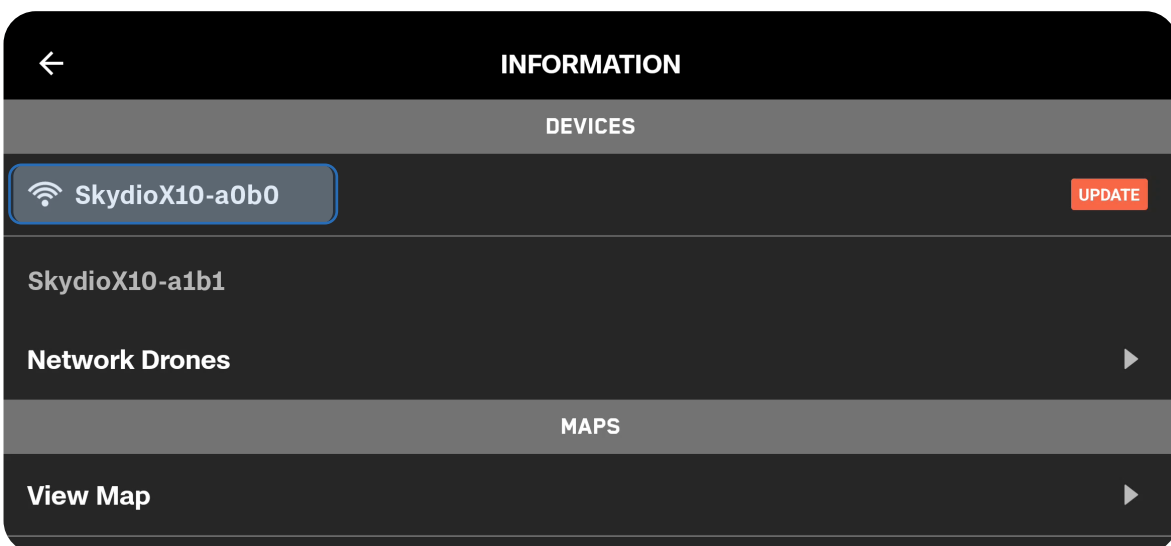 INFORMATION
DEVICES
SkydioX10-a0b0
UPDATE
SkydioX10-a1b1
Network Drones
MAPS
View Map